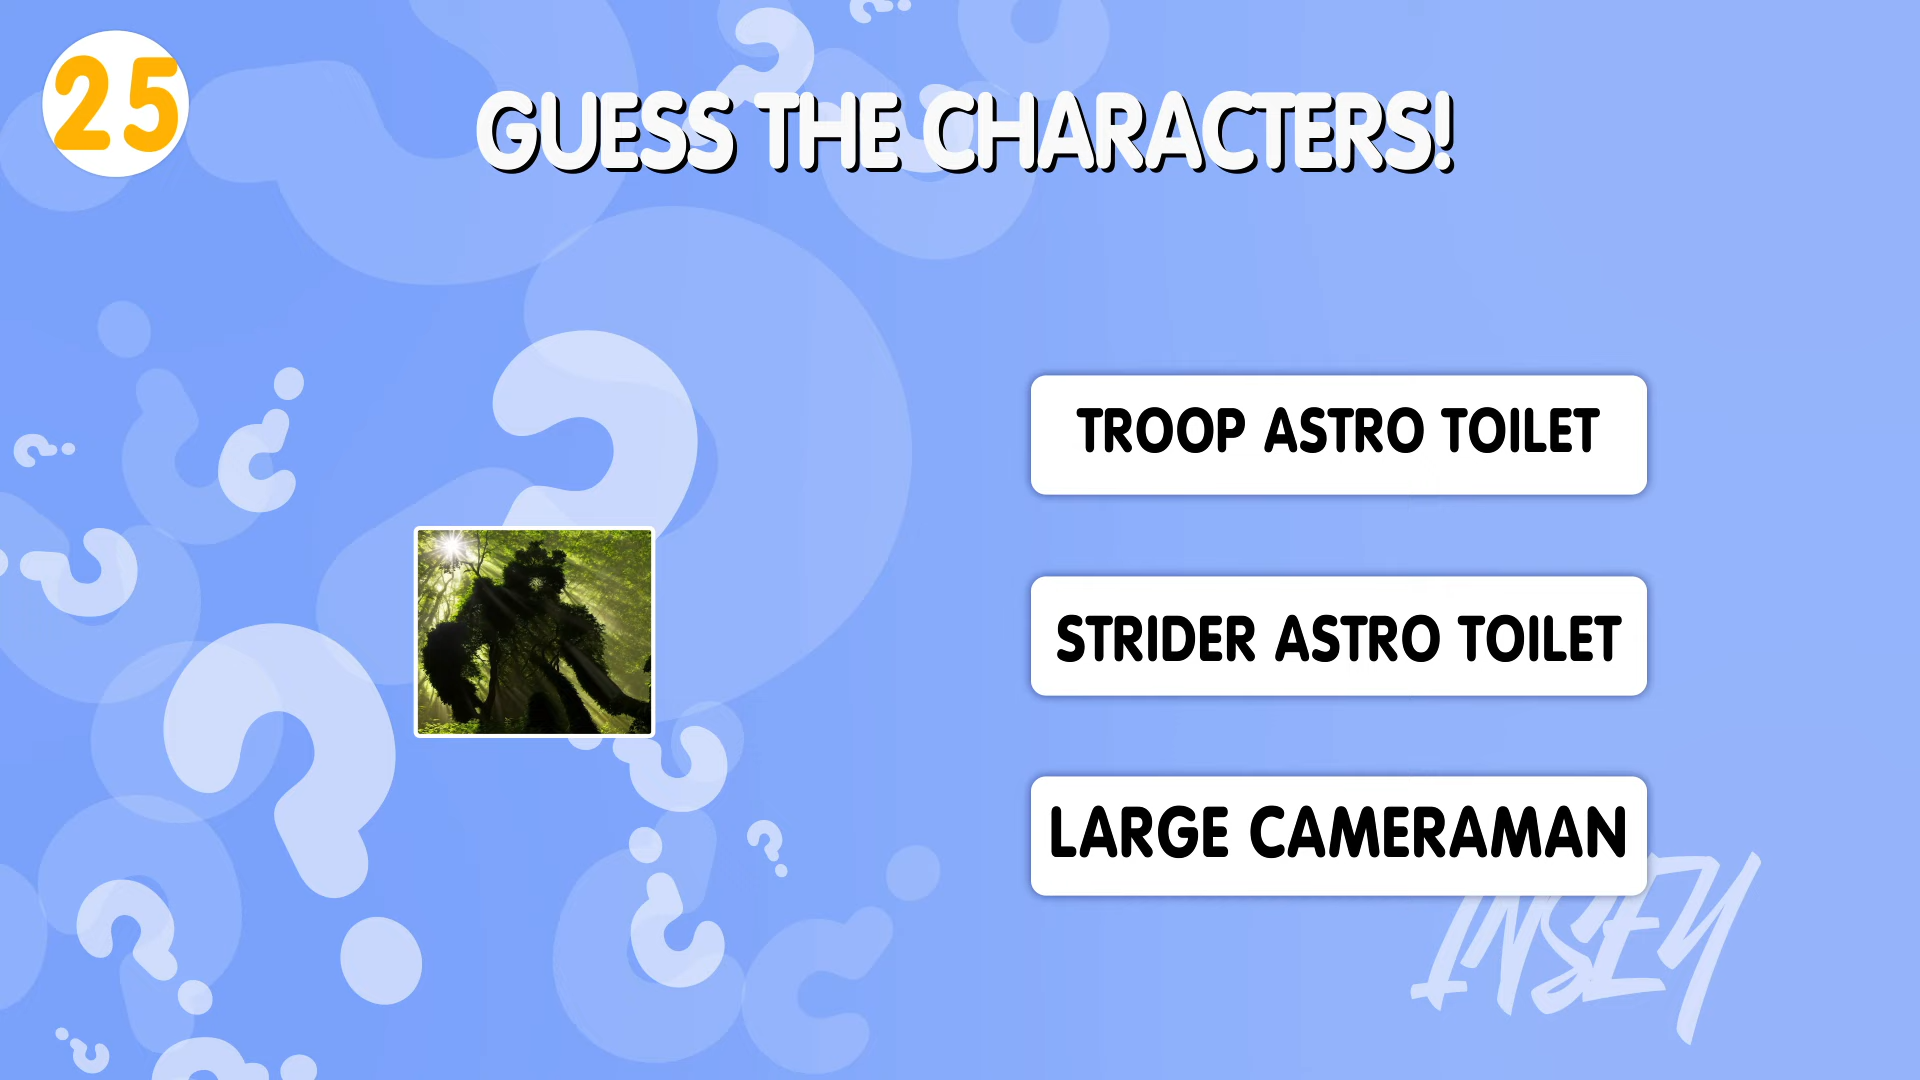 25
GUESS THE CHARACTERS!
TROOP ASTRO TOILET
STRIDER ASTRO TOILET
LARGE CAMERAMAN
INSEY